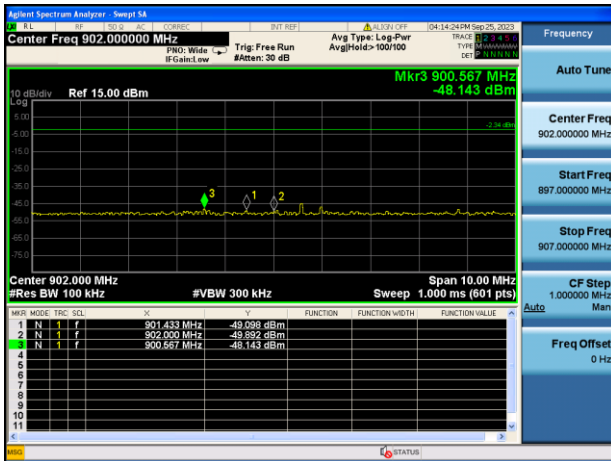 Agilent Spectrum Analyzer - Swept SA
RL RF 50 Ω AC CORREC INT REF ALIGN OFF 04:14:24PM Sep 25, 2023
Center Freq 902.000000 MHz
PNO: Wide
IFGain:Low
Trig: Free Run
#Atten: 30 dB
Avg Type: Log-Pwr
Avg|Hold:>100/100
TRACE 1 2 3 4 5 6
TYPE MWWWWWW
DET P N N N N N
Mkr3 900.567 MHz
-48.143 dBm
10 dB/div Ref 15.00 dBm
Log
5.00
-5.00
-15.0
-25.0
-35.0
-45.0
-55.0
-65.0
-75.0
-2.34 dBm
3
1
2
Center 902.000 MHz Span 10.00 MHz
#Res BW 100 kHz #VBW 300 kHz Sweep 1.000 ms (601 pts)
MKR MODE TRC SCL X Y FUNCTION FUNCTION WIDTH FUNCTION VALUE
1 N 1 f 901.433 MHz -49.098 dBm
2 N 1 f 902.000 MHz -49.892 dBm
3 N 1 f 900.567 MHz -48.143 dBm
4
5
6
7
8
9
10
11
MSG STATUS
Frequency
Auto Tune
Center Freq
902.000000 MHz
Start Freq
897.000000 MHz
Stop Freq
907.000000 MHz
CF Step
1.000000 MHz
Auto Man
Freq Offset
0 Hz